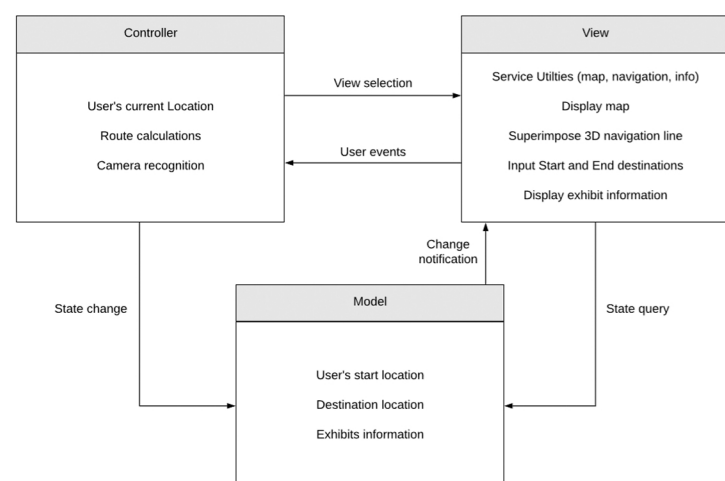 Controller
User's current Location
Route calculations
Camera recognition
View selection
User events
View
Service Utilties (map, navigation, info)
Display map
Superimpose 3D navigation line
Input Start and End destinations
Display exhibit information
State change
Change
notification
State query
Model
User's start location
Destination location
Exhibits information